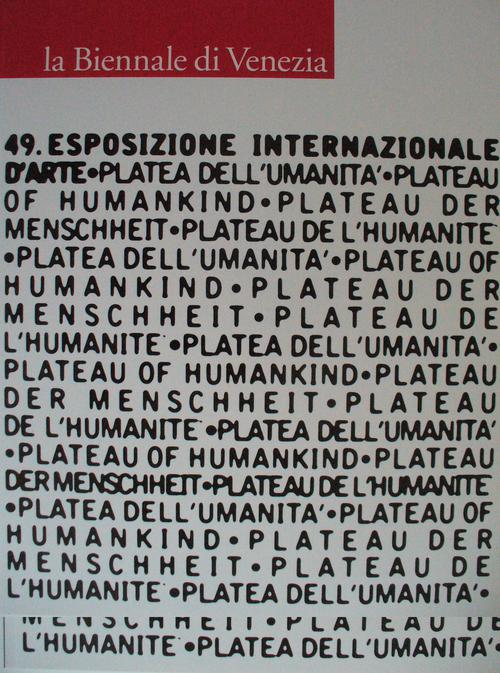 la Biennale di Venezia
49. ESPOSIZIONE INTERNAZIONALE
D'ARTE•PLATEA DELL'UMANITA'•PLATEAU
OF HUMANKIND•PLATEAU DER
MENSCHHEIT•PLATEAU DE L'HUMANITE
•PLATEA DELL'UMANITA'•PLATEAU OF
HUMANKIND•PLATEAU DER
MENSCHHEIT•PLATEAU DE
L'HUMANITE•PLATEA DELL'UMANITA'•
PLATEAU OF HUMANKIND•PLATEAU
DER MENSCHHEIT•PLATEAU
DE L'HUMANITE•PLATEA DELL'UMANITA'
•PLATEAU OF HUMANKIND•PLATEAU
DER MENSCHHEIT•PLATEAU DE L'HUMANITE
•PLATEA DELL'UMANITA'•PLATEAU OF
HUMANKIND•PLATEAU DER
MENSCHHEIT•PLATEAU DE
L'HUMANITE•PLATEA DELL'UMANITA'•
MENSCHHEIT•PLATEAU DE
L'HUMANITE•PLATEA DELL'UMANITA'•